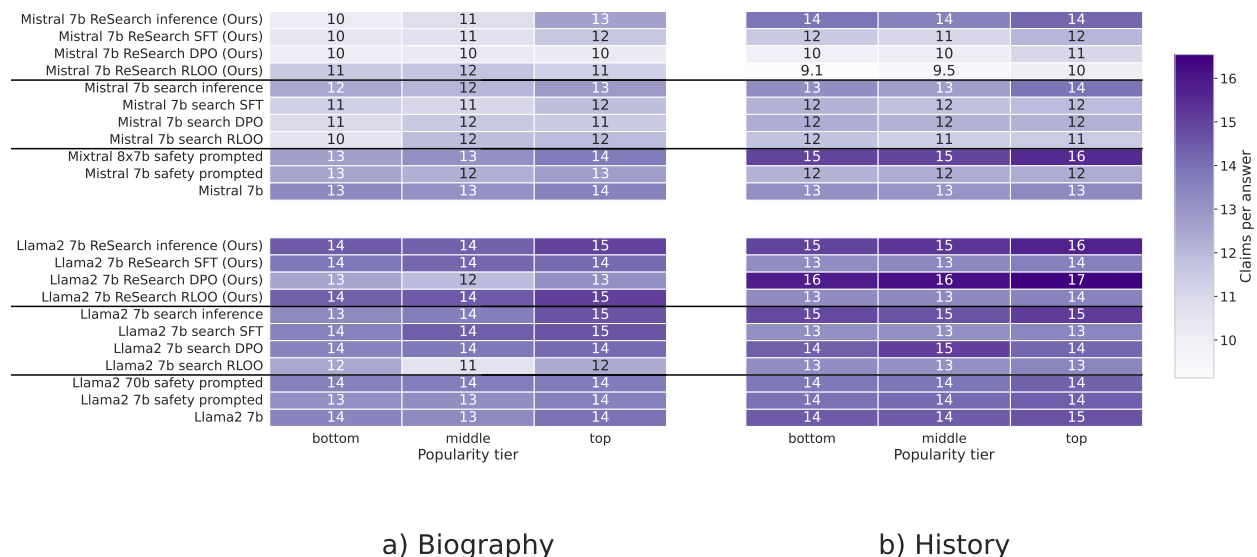 Mistral 7b ReSearch inference (Ours) 10 11 13 14 14 14
Mistral 7b ReSearch SFT (Ours) 10 11 12 12 11 12
Mistral 7b ReSearch DPO (Ours) 10 10 10 10 10 11
Mistral 7b ReSearch RLOO (Ours) 11 12 11 9.1 9.5 10
Mistral 7b search inference 12 12 13 13 13 14
Mistral 7b search SFT 11 11 12 12 12 12
Mistral 7b search DPO 11 12 11 12 12 12
Mistral 7b search RLOO 10 12 12 12 11 11
Mixtral 8x7b safety prompted 13 13 14 15 15 16
Mistral 7b safety prompted 13 12 13 12 12 12
Mistral 7b 13 13 14 13 13 13
Llama2 7b ReSearch inference (Ours) 14 14 15 15 15 16
Llama2 7b ReSearch SFT (Ours) 14 14 14 13 13 14
Llama2 7b ReSearch DPO (Ours) 13 12 13 16 16 17
Llama2 7b ReSearch RLOO (Ours) 14 14 15 13 13 14
Llama2 7b search inference 13 14 15 15 15 15
Llama2 7b search SFT 14 14 15 13 13 13
Llama2 7b search DPO 14 14 14 14 15 14
Llama2 7b search RLOO 12 11 12 13 13 13
Llama2 70b safety prompted 14 14 14 14 14 14
Llama2 7b safety prompted 13 13 14 14 14 14
Llama2 7b 14 13 14 14 14 15
bottom middle top bottom middle top
Popularity tier Popularity tier
16
15
14
13
12
11
10
Claims per answer
a) Biography b) History